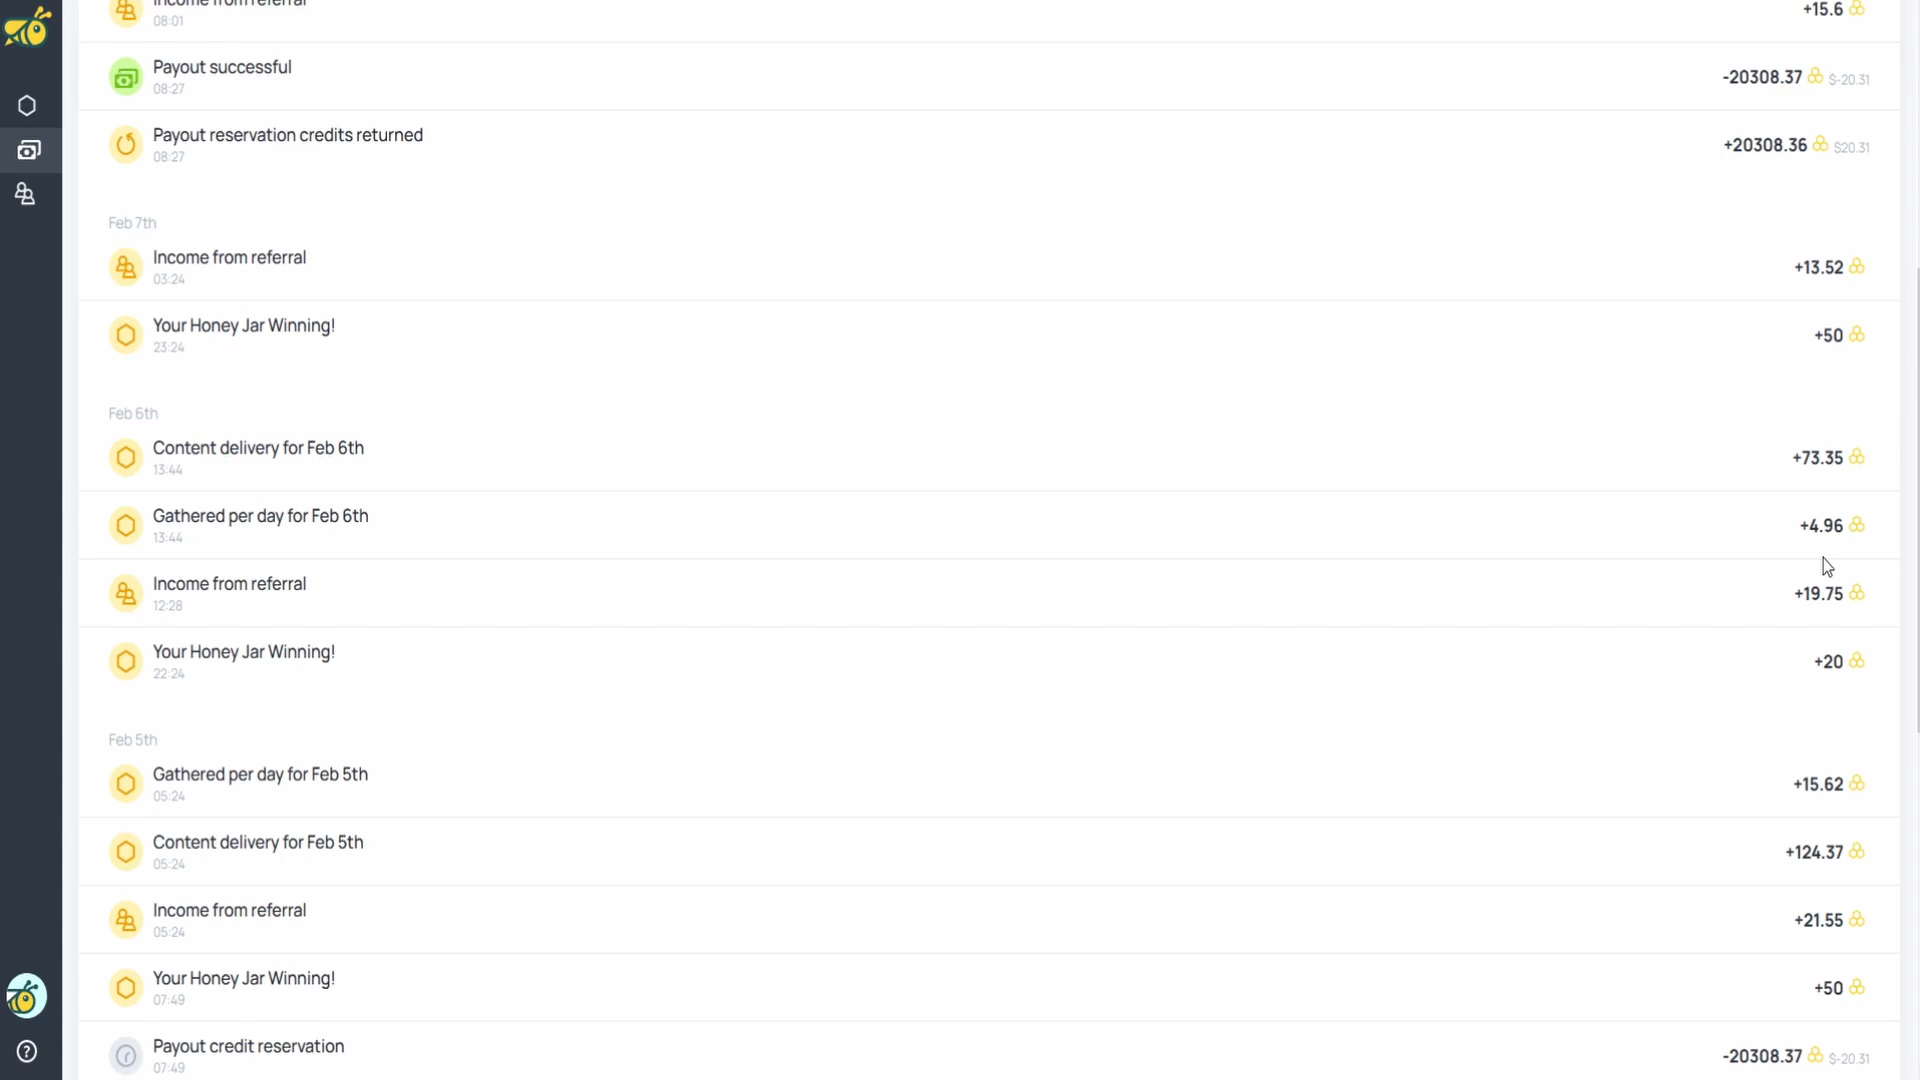 Income from referral
08:01
+15.6
Payout successful
08:27
-20308.37 $-20.31
Payout reservation credits returned
08:27
+20308.36 $20.31
Feb 7th
Income from referral
03:24
+13.52
Your Honey Jar Winning!
23:24
+50
Feb 6th
Content delivery for Feb 6th
13:44
+73.35
Gathered per day for Feb 6th
13:44
+4.96
Income from referral
12:28
+19.75
Your Honey Jar Winning!
22:24
+20
Feb 5th
Gathered per day for Feb 5th
05:24
+15.62
Content delivery for Feb 5th
05:24
+124.37
Income from referral
05:24
+21.55
Your Honey Jar Winning!
07:49
+50
Payout credit reservation
07:49
-20308.37 $-20.31